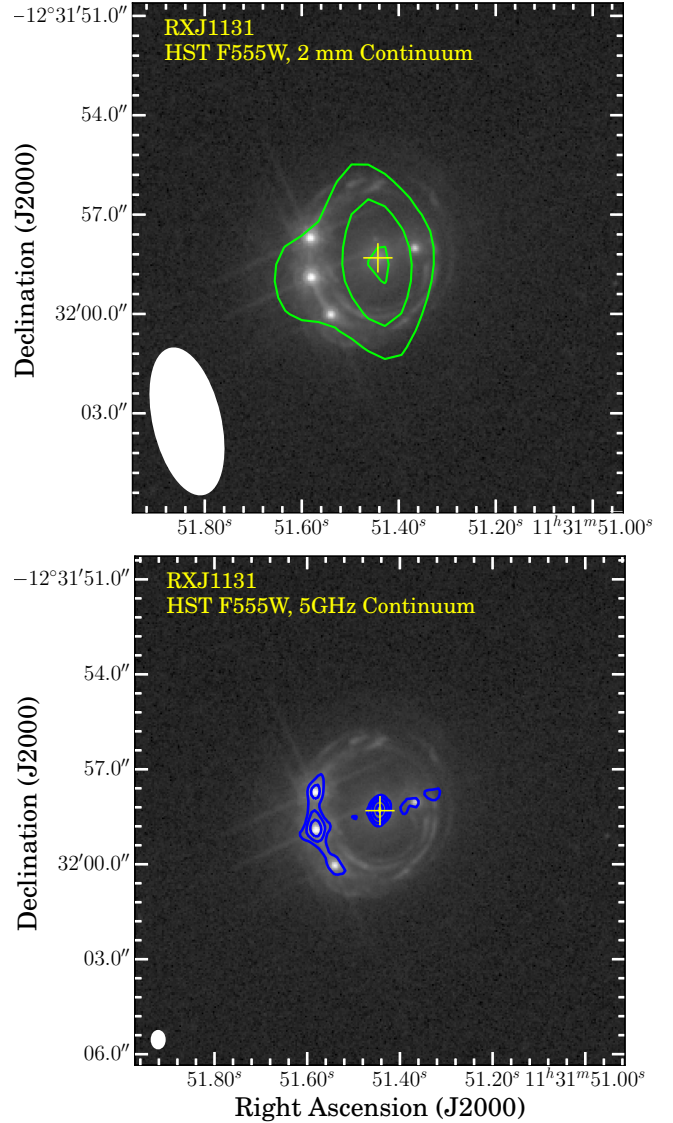 −12°31′51.0″
RXJ1131
HST F555W, 2 mm Continuum
54.0″
57.0″
32′00.0″
03.0″
Declination (J2000)
51.80ˢ 51.60ˢ 51.40ˢ 51.20ˢ 11ʰ31ᵐ51.00ˢ
−12°31′51.0″
RXJ1131
HST F555W, 5GHz Continuum
54.0″
57.0″
32′00.0″
03.0″
06.0″
Declination (J2000)
51.80ˢ 51.60ˢ 51.40ˢ 51.20ˢ 11ʰ31ᵐ51.00ˢ
Right Ascension (J2000)